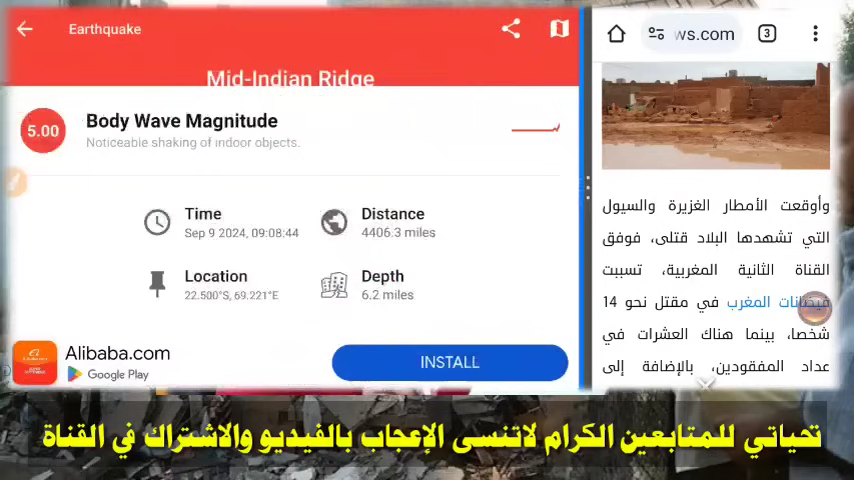 Earthquake
Mid-Indian Ridge
5.00
Body Wave Magnitude
Noticeable shaking of indoor objects.
Time
Sep 9 2024, 09:08:44
Distance
4406.3 miles
Location
22.500°S, 69.221°E
Depth
6.2 miles
Alibaba.com
Google Play
INSTALL
ws.com
3
وأوقعت الأمطار الغزيرة والسيول
التي تشهدها البلاد قتلى، فوفق
القناة الثانية المغربية، تسببت
فيضانات المغرب في مقتل نحو 14
شخصا، بينما هناك العشرات في
عداد المفقودين، بالإضافة إلى
تحياتي للمتابعين الكرام لاتنسى الإعجاب بالفيديو والاشتراك في القناة